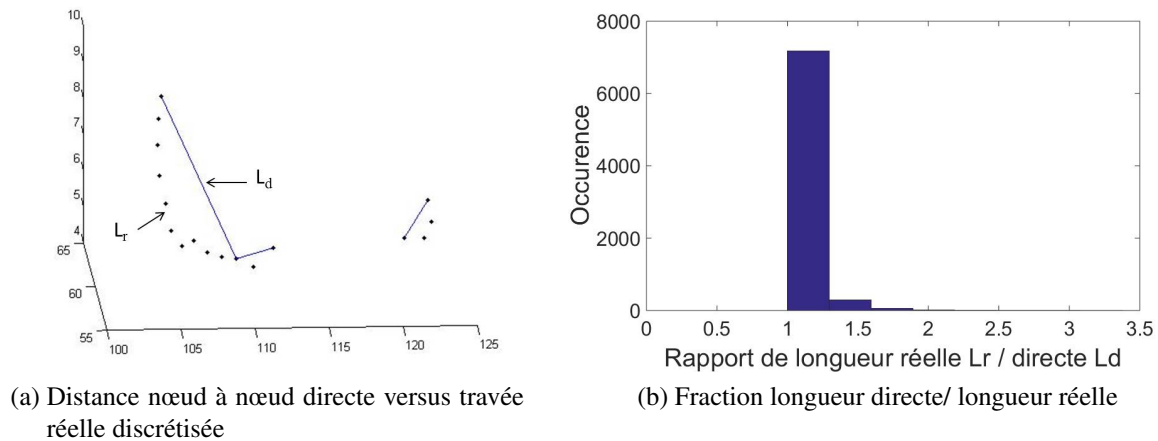 10
9
8
7
6
5
4
65
60
55
100
105
110
115
120
125
Ld
Lr
8000
6000
4000
2000
0
Occurence
0 0.5 1 1.5 2 2.5 3 3.5
Rapport de longueur réelle Lr / directe Ld
(a) Distance nœud à nœud directe versus travée
réelle discrétisée
(b) Fraction longueur directe/ longueur réelle